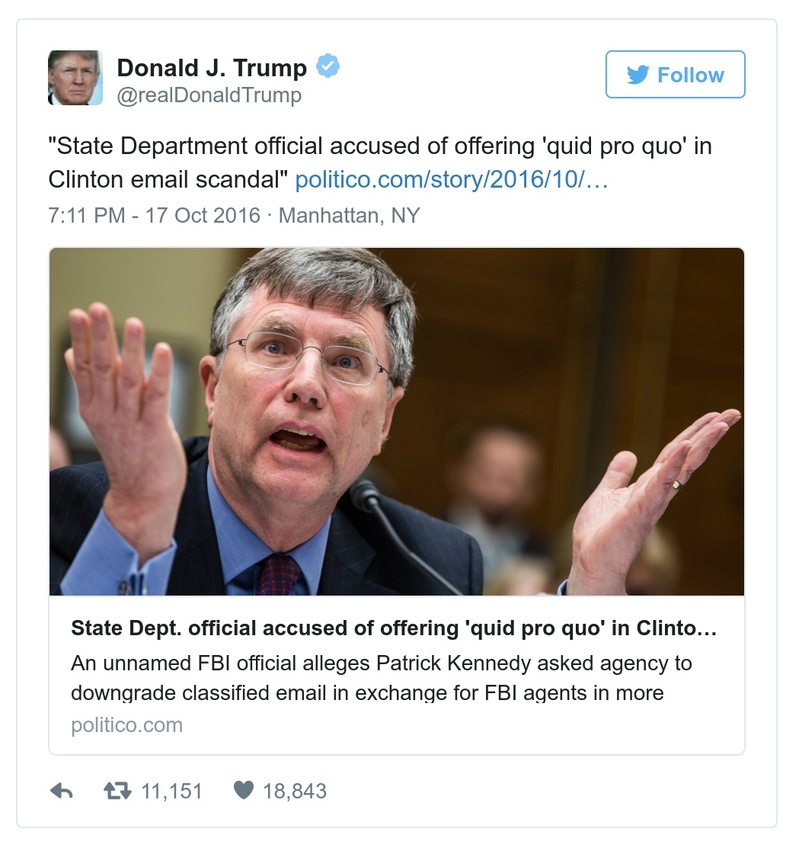 Donald J. Trump
@realDonaldTrump
Follow
"State Department official accused of offering 'quid pro quo' in
Clinton email scandal" politico.com/story/2016/10/…
7:11 PM - 17 Oct 2016 · Manhattan, NY
State Dept. official accused of offering 'quid pro quo' in Clinto…
An unnamed FBI official alleges Patrick Kennedy asked agency to
downgrade classified email in exchange for FBI agents in more
politico.com
11,151 18,843